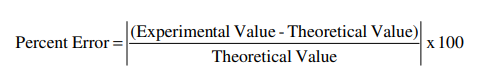 Percent Error = |(Experimental Value - Theoretical Value) / Theoretical Value| x 100